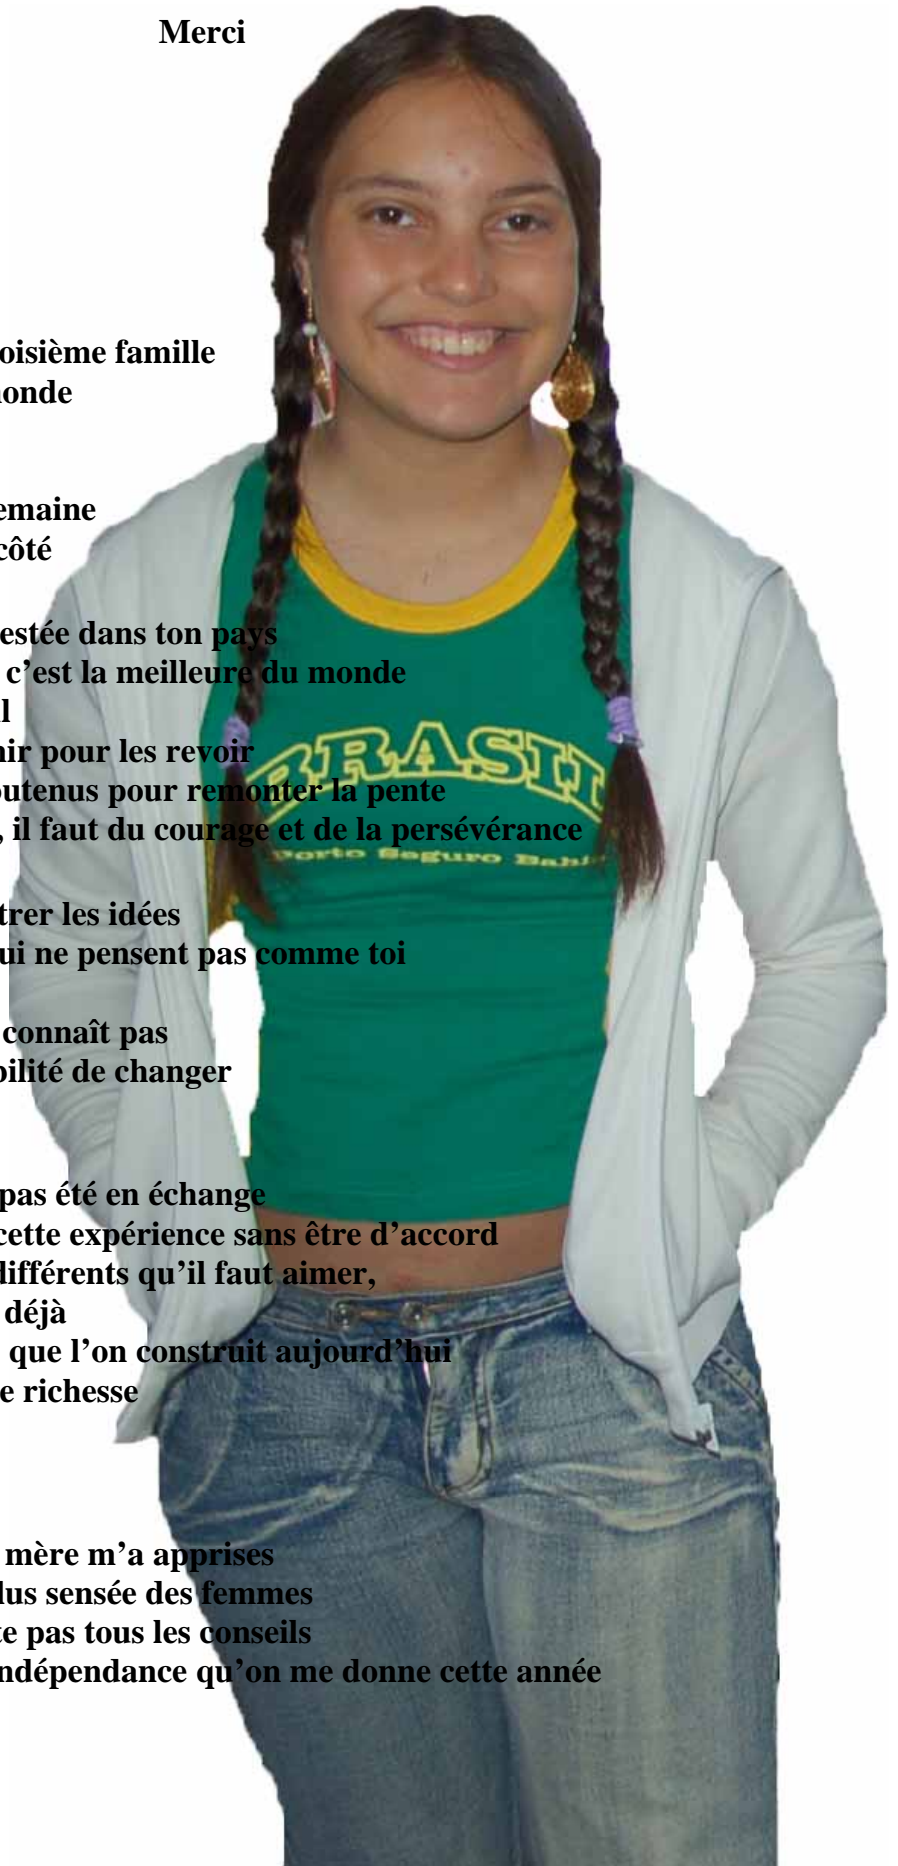 Merci
oisième famille
onde
emaine
côté
estée dans ton pays
c’est la meilleure du monde
l
ir pour les revoir
outenus pour remonter la pente
, il faut du courage et de la persévérance
trer les idées
ui ne pensent pas comme toi
connaît pas
bilité de changer
pas été en échange
cette expérience sans être d’accord
différents qu’il faut aimer,
déjà
que l’on construit aujourd’hui
e richesse
mère m’a apprises
lus sensée des femmes
te pas tous les conseils
ndépendance qu’on me donne cette année
BRASIL
Porto Seguro Bahia